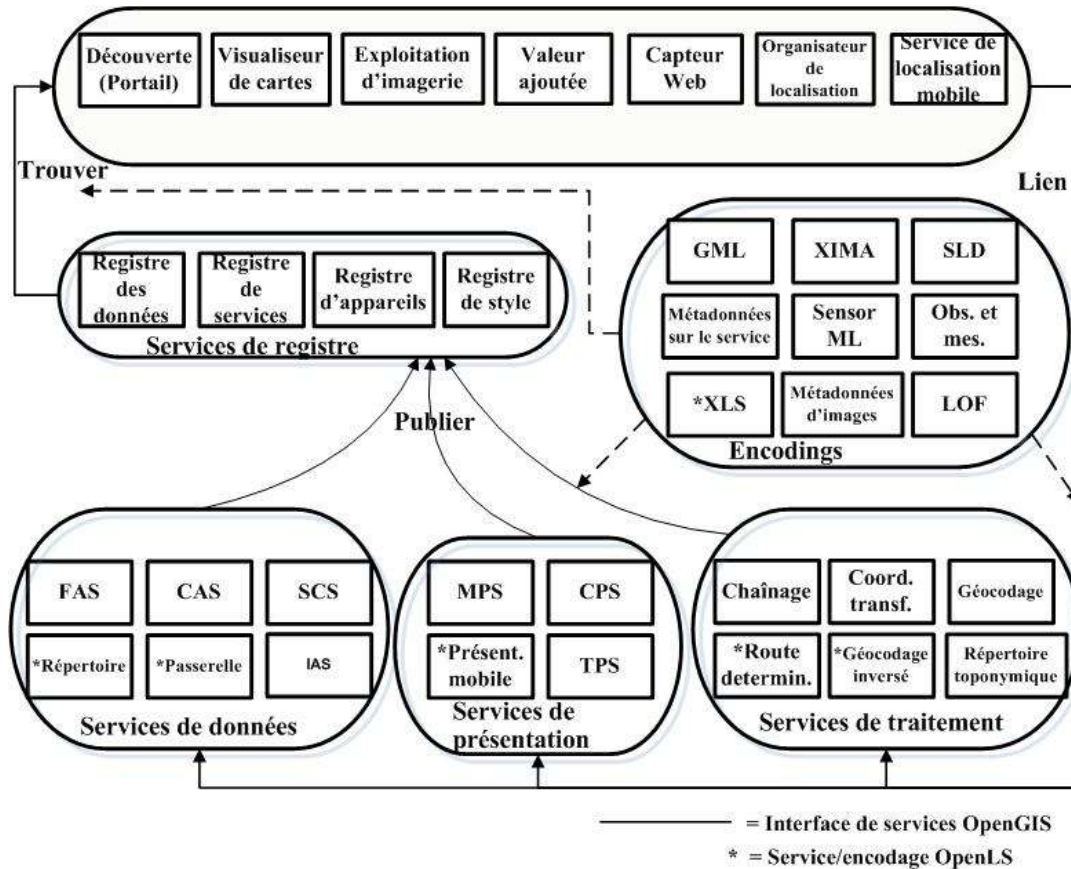 Découverte
(Portail)
Visualiseur
de cartes
Exploitation
d'imagerie
Valeur
ajoutée
Capteur
Web
Organisateur
de
localisation
Service de
localisation
mobile
Trouver
Lien
Registre
des
données
Registre
de
services
Registre
d'appareils
Registre
de style
Services de registre
GML
XIMA
SLD
Métadonnées
sur le service
Sensor
ML
Obs. et
mes.
*XLS
Métadonnées
d'images
LOF
Encodings
Publier
FAS
CAS
SCS
*Répertoire
*Passerelle
IAS
Services de données
MPS
CPS
*Présent.
mobile
TPS
Services de
présentation
Chaînage
Coord.
transf.
Géocodage
*Route
determin.
*Géocodage
inversé
Répertoire
toponymique
Services de traitement
= Interface de services OpenGIS
* = Service/encodage OpenLS